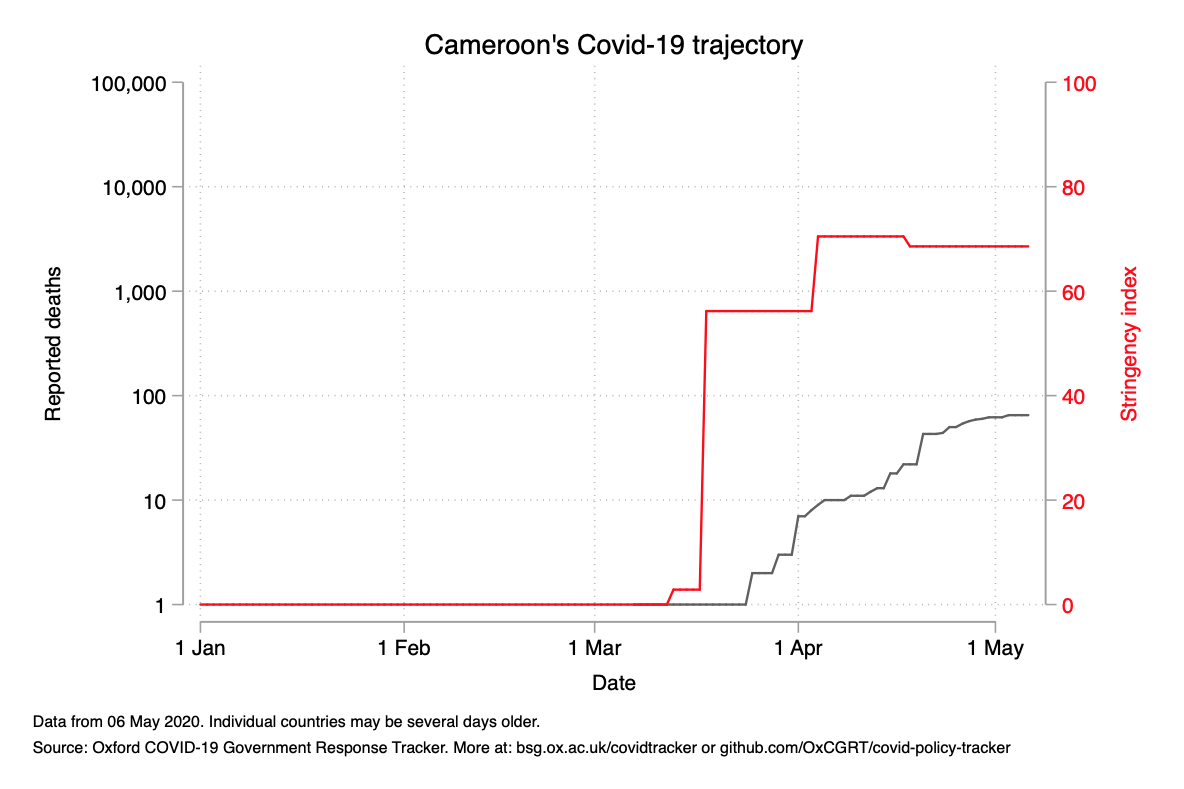 Cameroon's Covid-19 trajectory
100,000
10,000
1,000
100
10
1
Reported deaths
100
80
60
40
20
0
Stringency index
1 Jan
1 Feb
1 Mar
1 Apr
1 May
Date
Data from 06 May 2020. Individual countries may be several days older.
Source: Oxford COVID-19 Government Response Tracker. More at: bsg.ox.ac.uk/covidtracker or github.com/OxCGRT/covid-policy-tracker